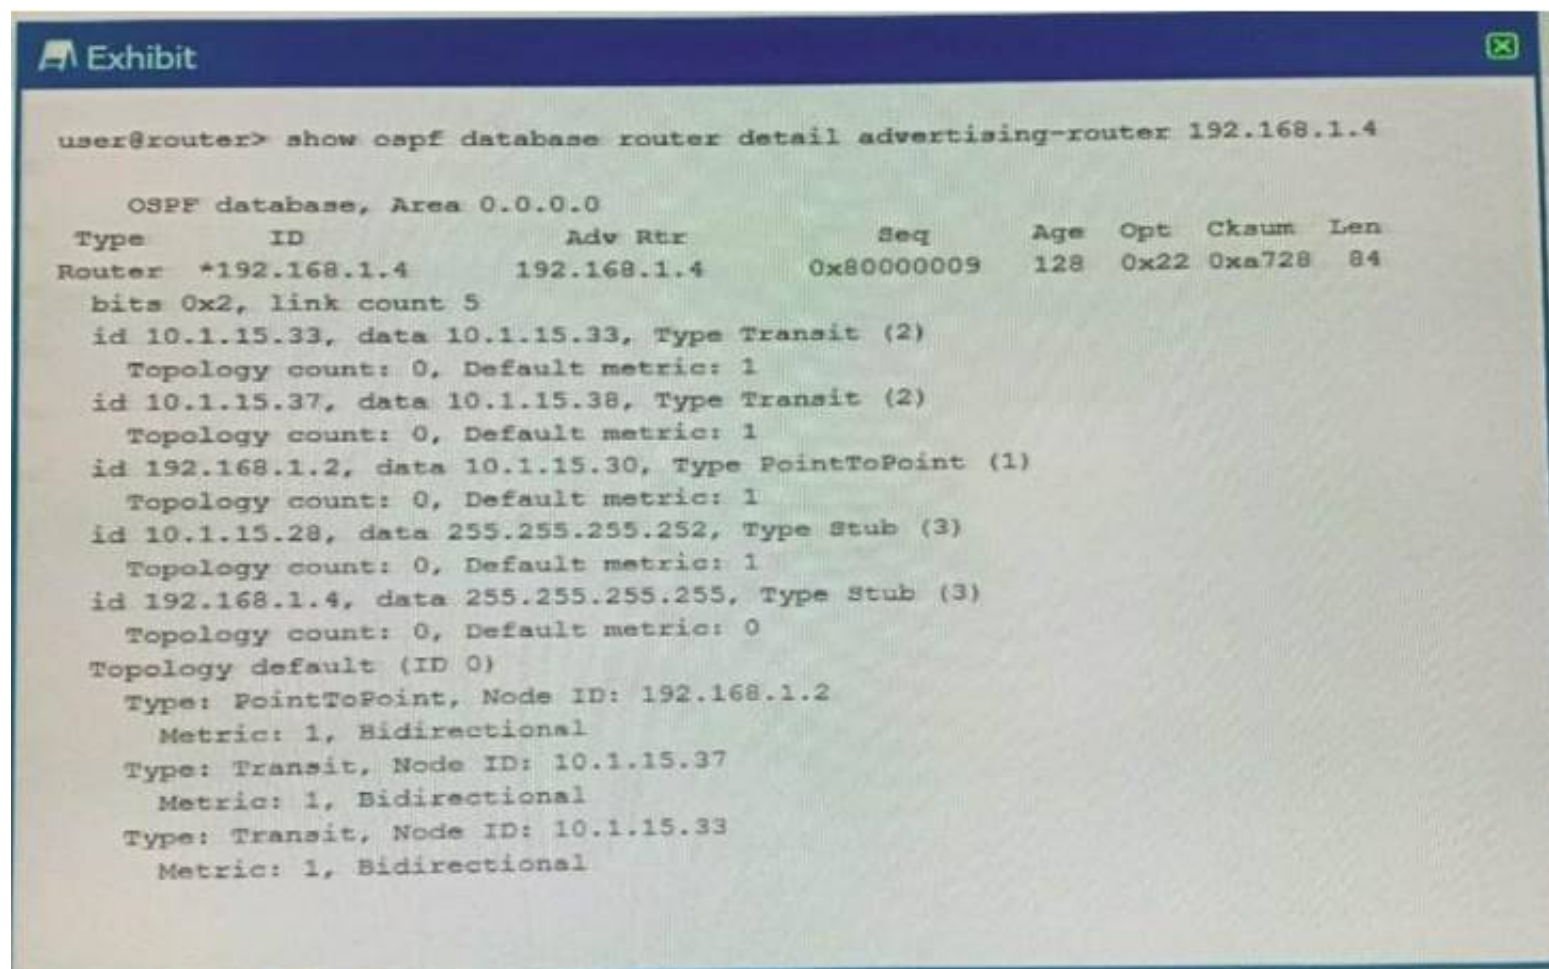 Exhibit
user@router> show ospf database router detail advertising-router 192.168.1.4
OSPF database, Area 0.0.0.0
Type ID Adv Rtr Seq Age Opt Cksum Len
Router *192.168.1.4 192.168.1.4 0x80000009 128 0x22 0xa728 84
bits 0x2, link count 5
id 10.1.15.33, data 10.1.15.33, Type Transit (2)
Topology count: 0, Default metric: 1
id 10.1.15.37, data 10.1.15.38, Type Transit (2)
Topology count: 0, Default metric: 1
id 192.168.1.2, data 10.1.15.30, Type PointToPoint (1)
Topology count: 0, Default metric: 1
id 10.1.15.28, data 255.255.255.252, Type Stub (3)
Topology count: 0, Default metric: 1
id 192.168.1.4, data 255.255.255.255, Type Stub (3)
Topology count: 0, Default metric: 0
Topology default (ID 0)
Type: PointToPoint, Node ID: 192.168.1.2
Metric: 1, Bidirectional
Type: Transit, Node ID: 10.1.15.37
Metric: 1, Bidirectional
Type: Transit, Node ID: 10.1.15.33
Metric: 1, Bidirectional